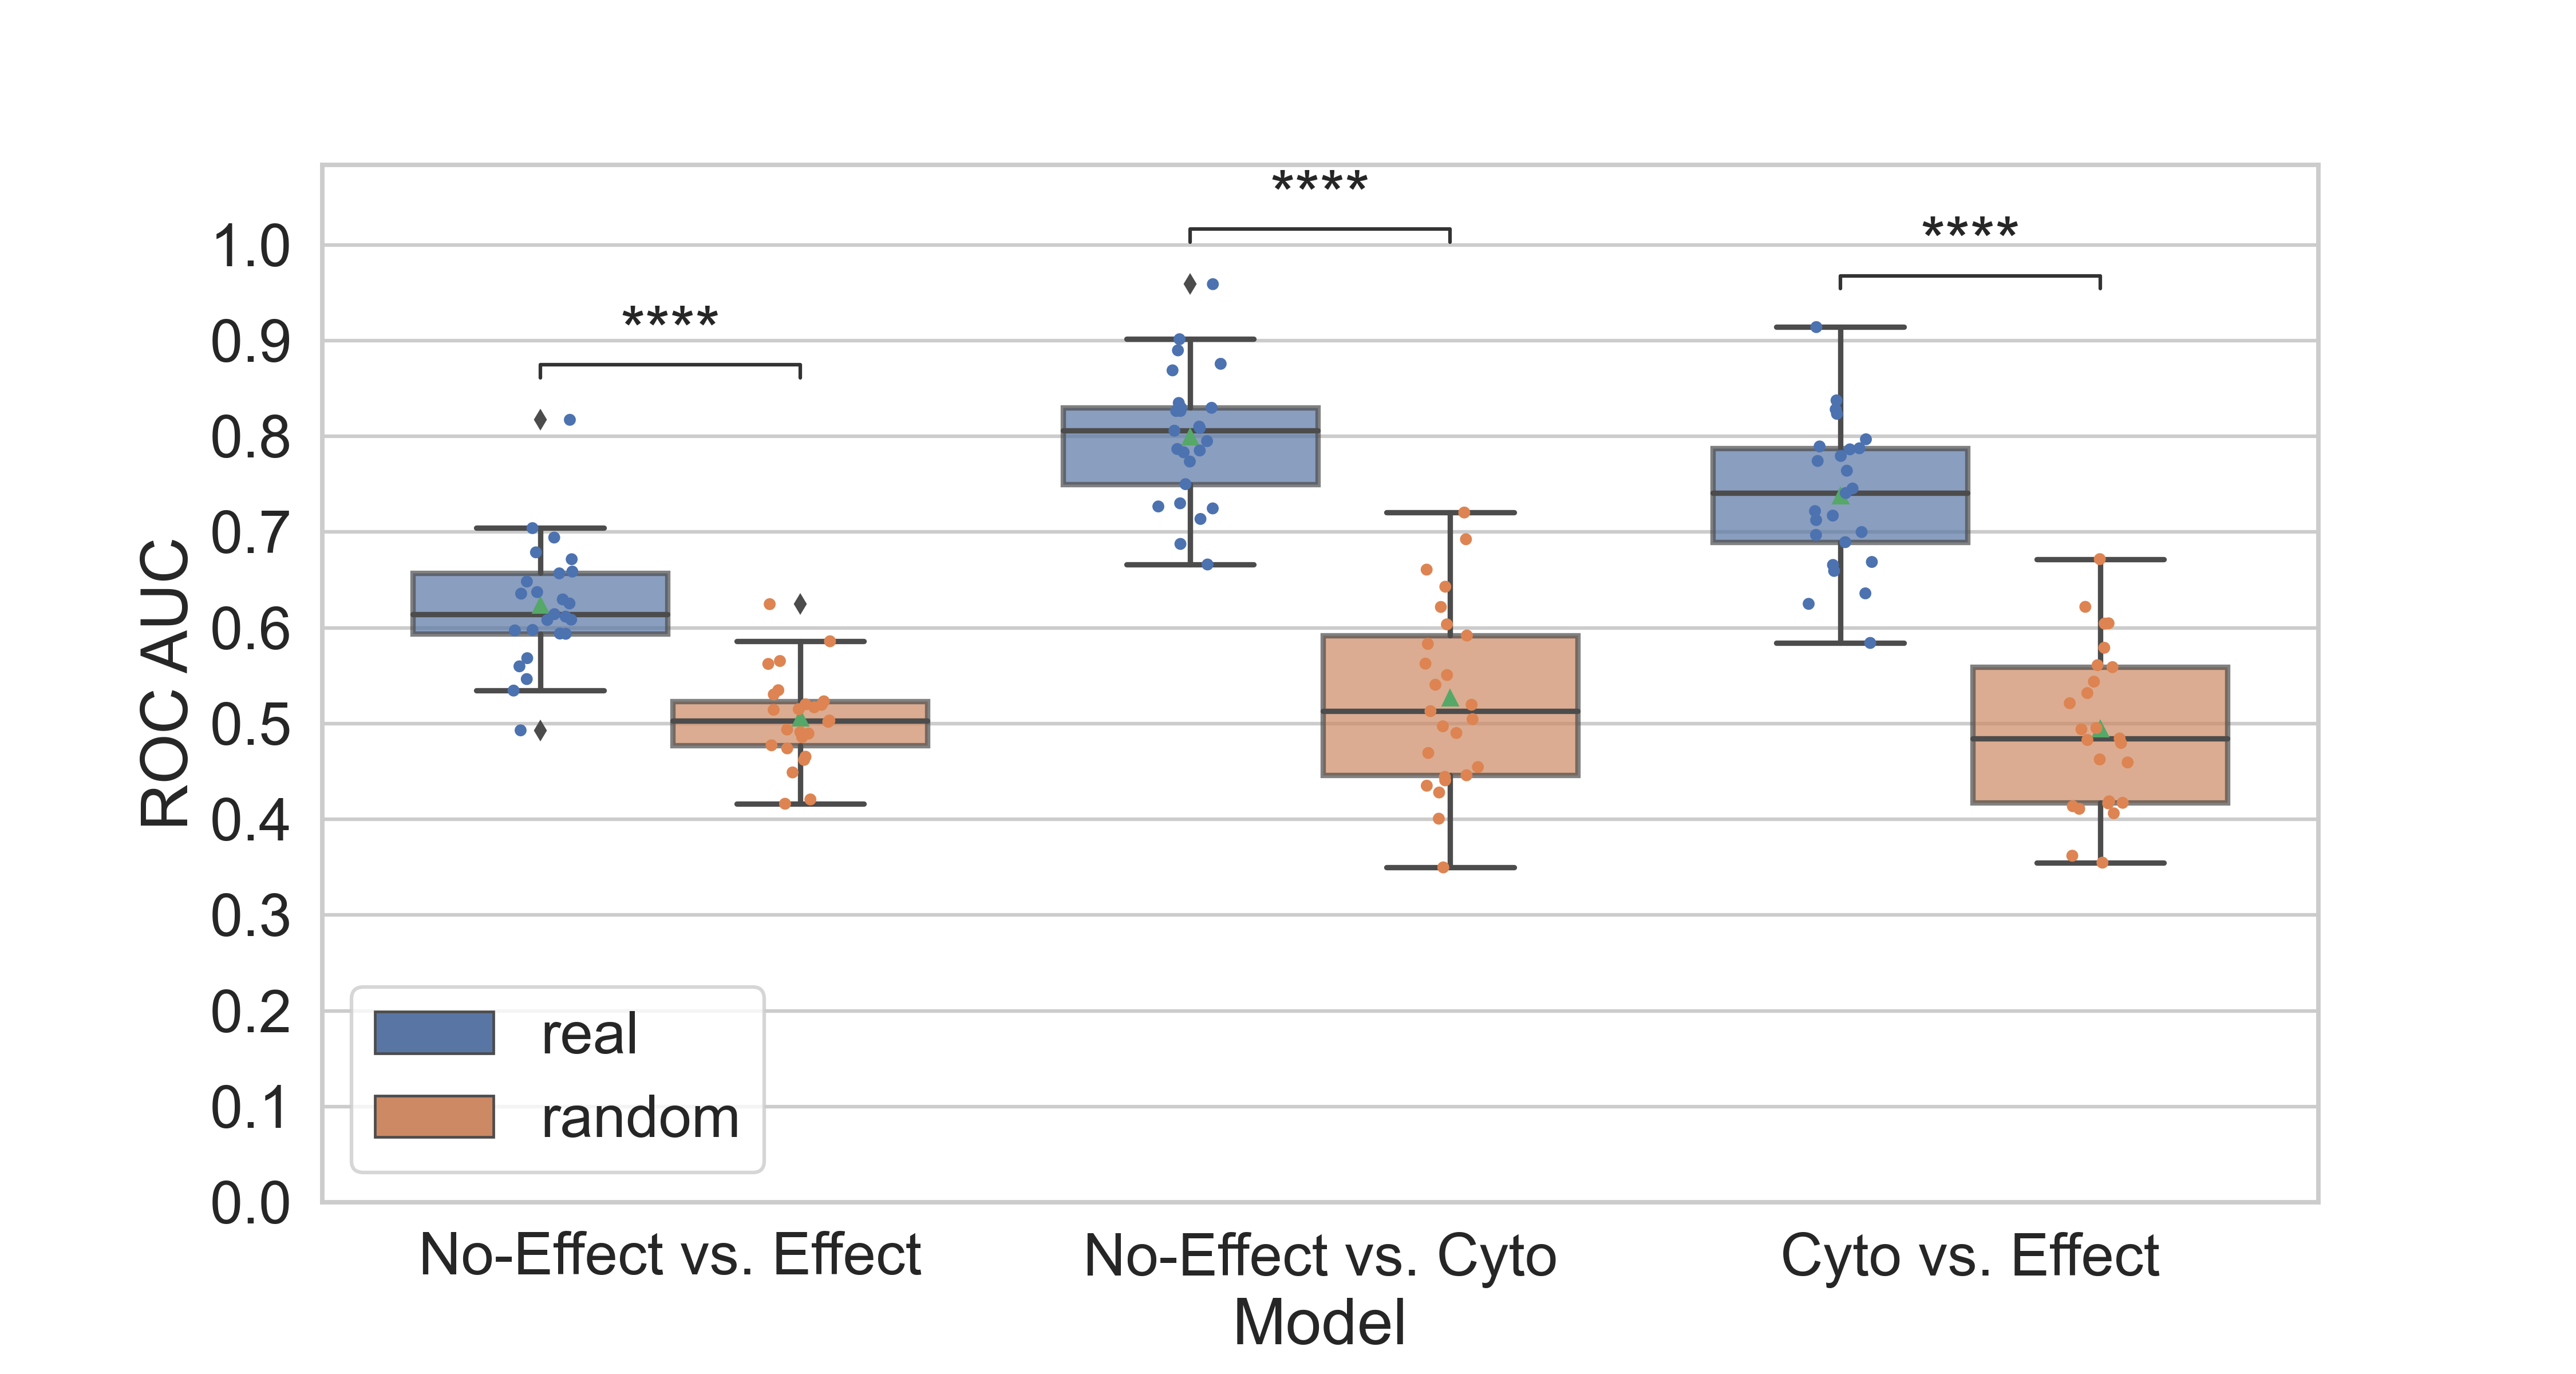 ****
****
****
1.0
0.9
0.8
0.7
0.6
0.5
0.4
0.3
0.2
0.1
0.0
ROC AUC
real
random
No-Effect vs. Effect
No-Effect vs. Cyto
Cyto vs. Effect
Model